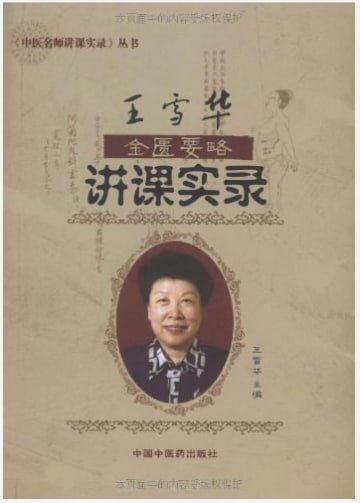 本页面中的内容受版权保护
《中医名师讲课实录》丛书
王雪华
金匮要略
讲课实录
王雪华 主编
中国中医药出版社
本页面中的内容受版权保护